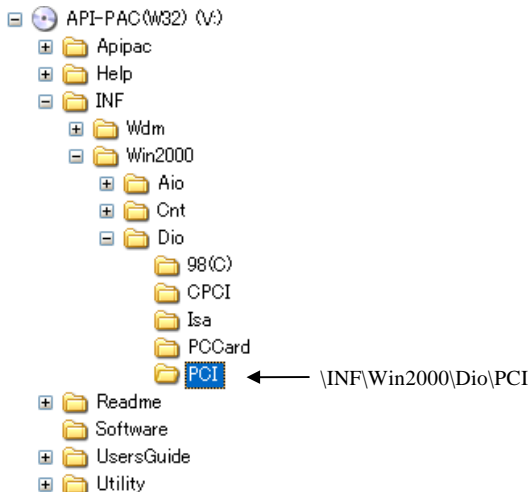 API-PAC(W32) (V:)
Apipac
Help
INF
Wdm
Win2000
Aio
Cnt
Dio
98(C)
CPCI
Isa
PCCard
PCI
\INF\Win2000\Dio\PCI
Readme
Software
UsersGuide
Utility